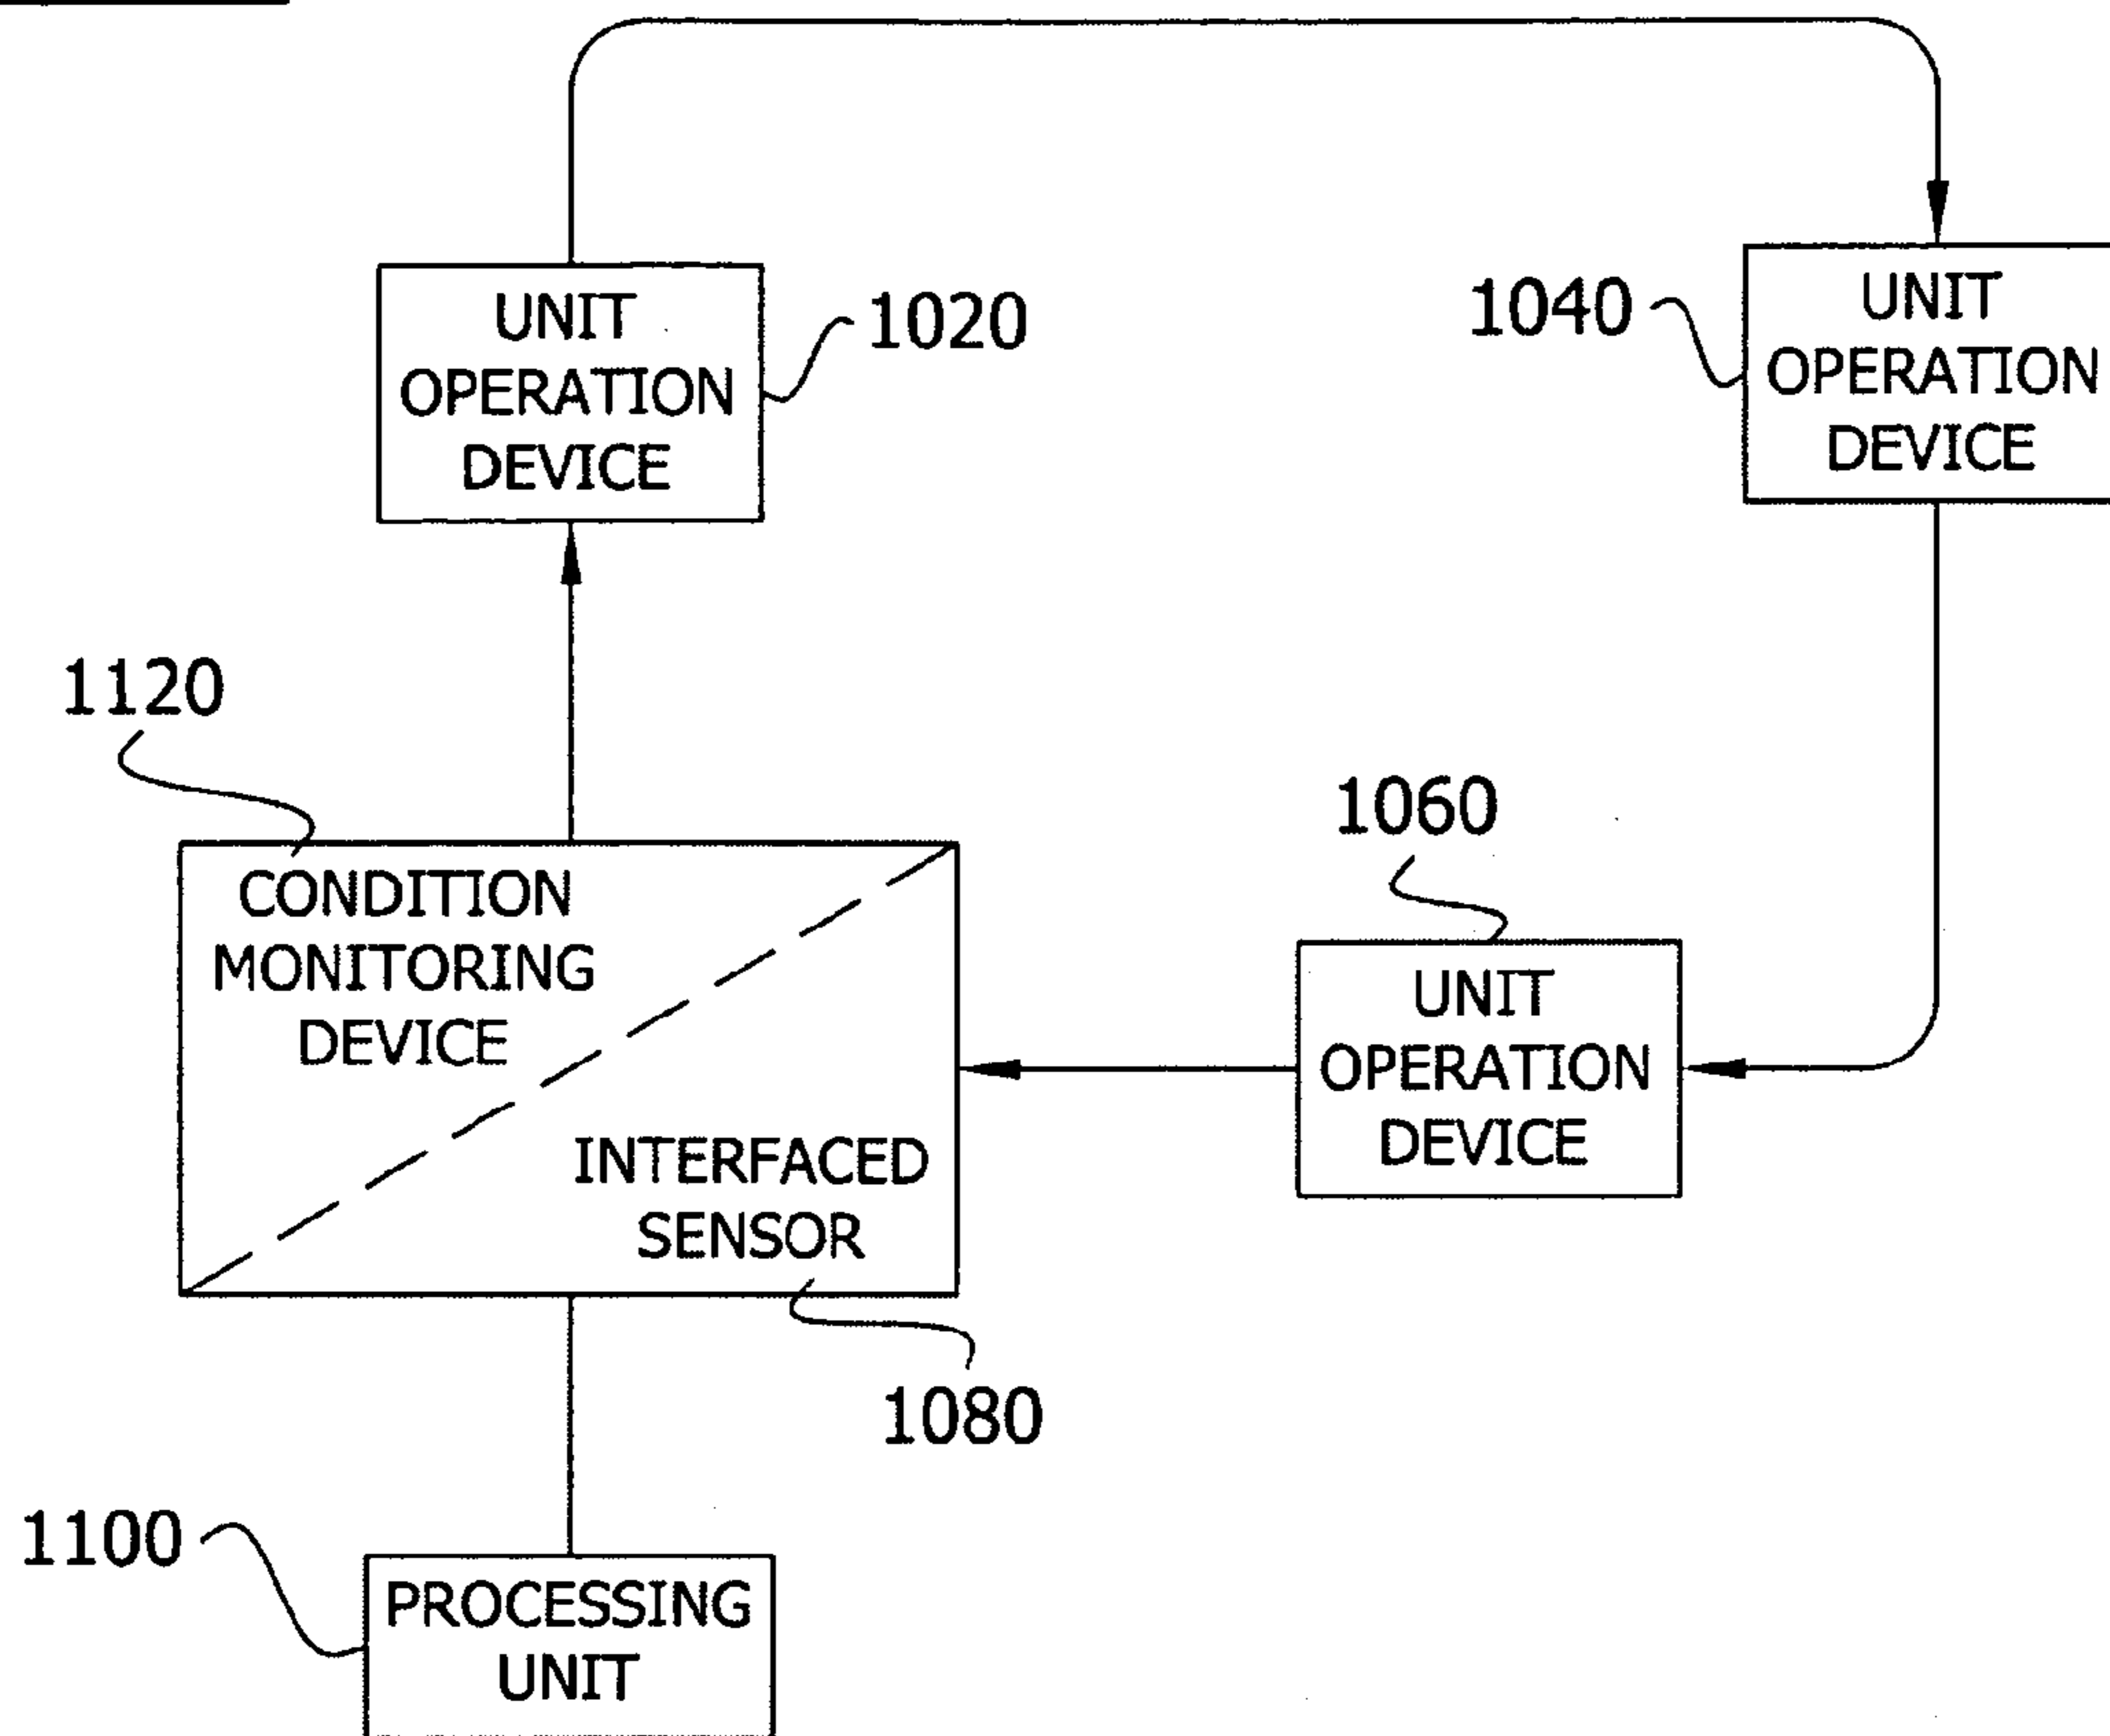 UNIT
OPERATION
DEVICE
1020
1040
UNIT
OPERATION
DEVICE
1120
CONDITION
MONITORING
DEVICE
INTERFACED
SENSOR
1080
1060
UNIT
OPERATION
DEVICE
1100
PROCESSING
UNIT